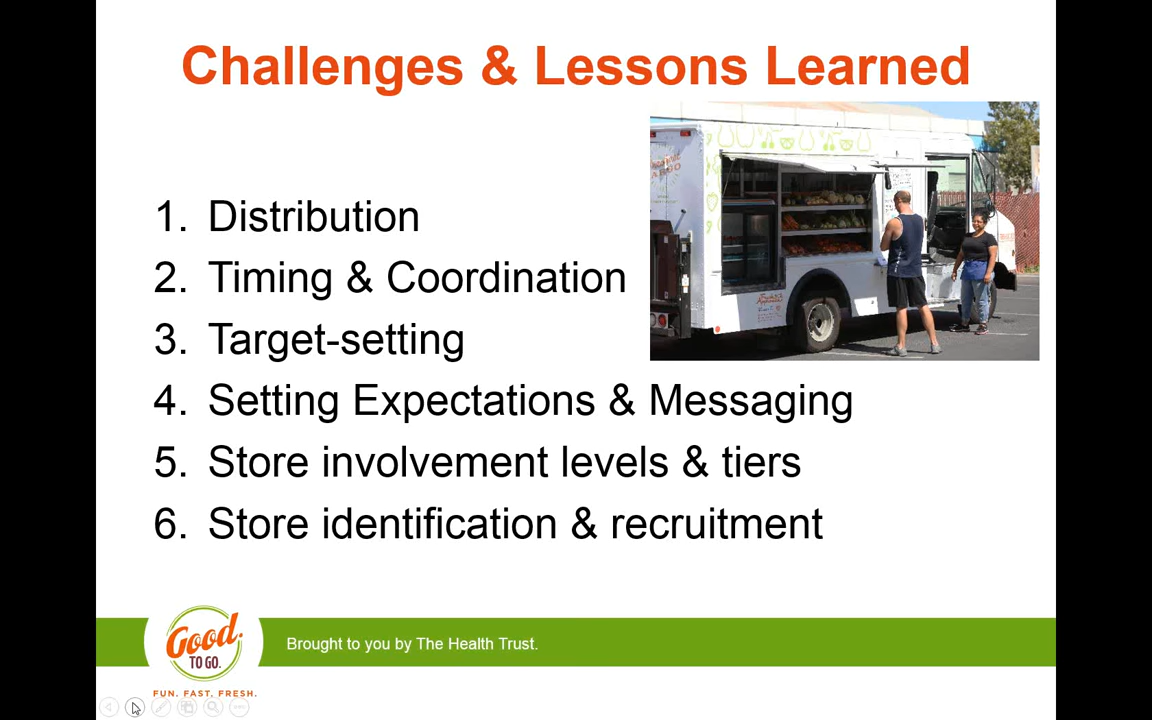 Challenges & Lessons Learned
1. Distribution
2. Timing & Coordination
3. Target-setting
4. Setting Expectations & Messaging
5. Store involvement levels & tiers
6. Store identification & recruitment
Good.
TO GO.
FUN. FAST. FRESH.
Brought to you by The Health Trust.